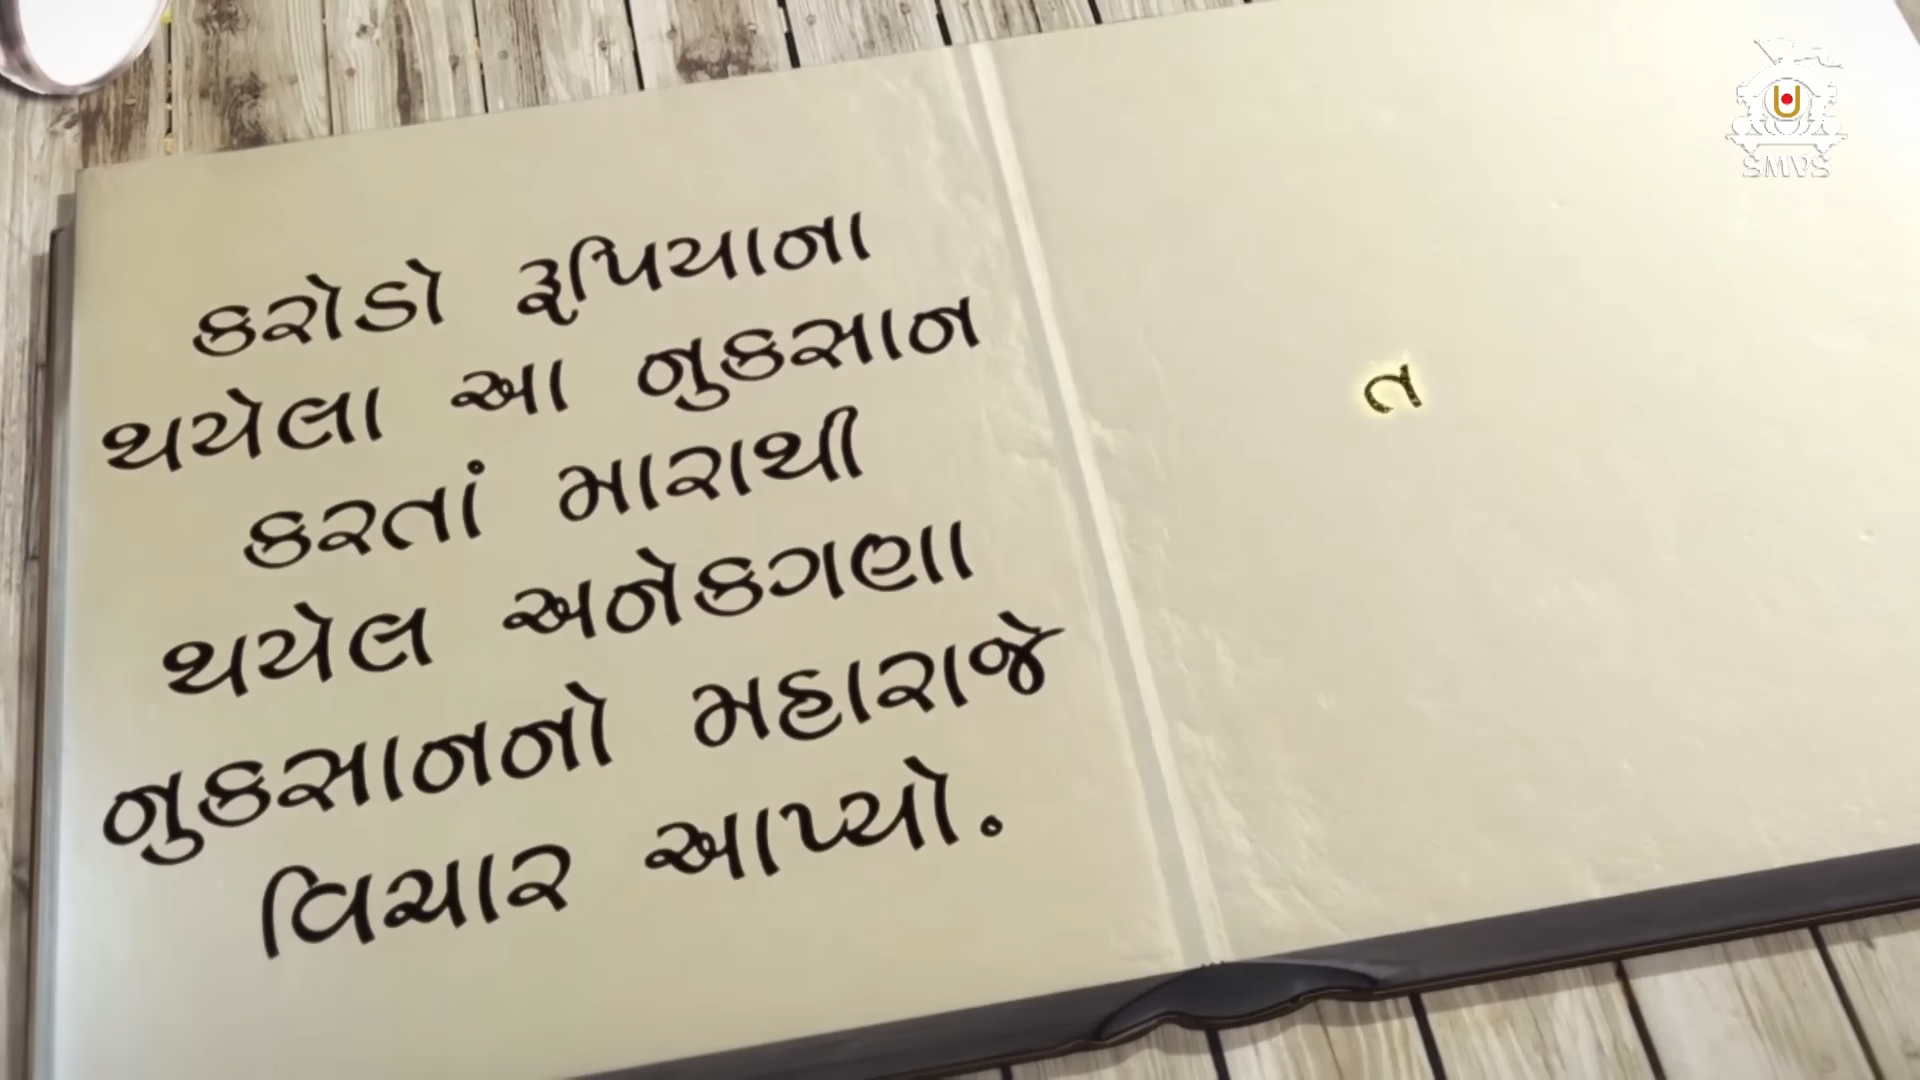 કરોડો રૂપિયાના
થયેલા આ નુકસાન
કરતાં મારાથી
થયેલ અનેકગણા
નુકસાનનો મહારાજે
વિચાર આપ્યો.
ત
SMVS